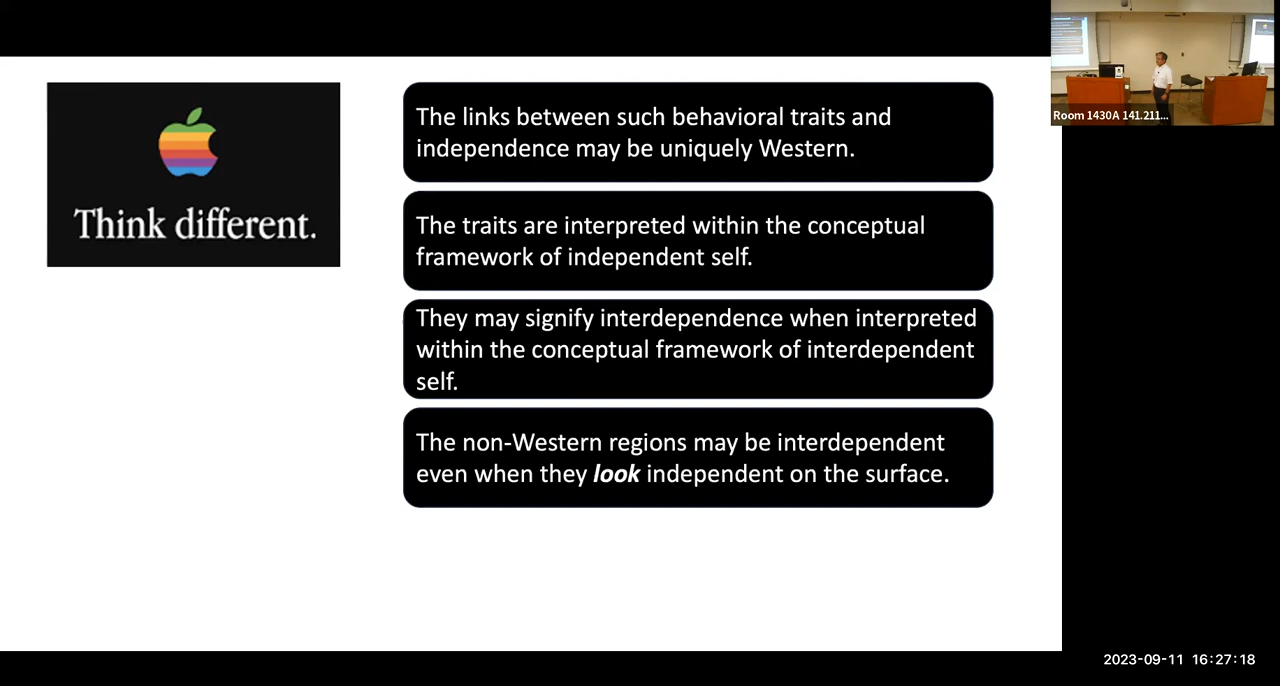 Think different.
The links between such behavioral traits and
independence may be uniquely Western.
The traits are interpreted within the conceptual
framework of independent self.
They may signify interdependence when interpreted
within the conceptual framework of interdependent
self.
The non-Western regions may be interdependent
even when they look independent on the surface.
Room 1430A 141.211...
2023-09-11 16:27:18